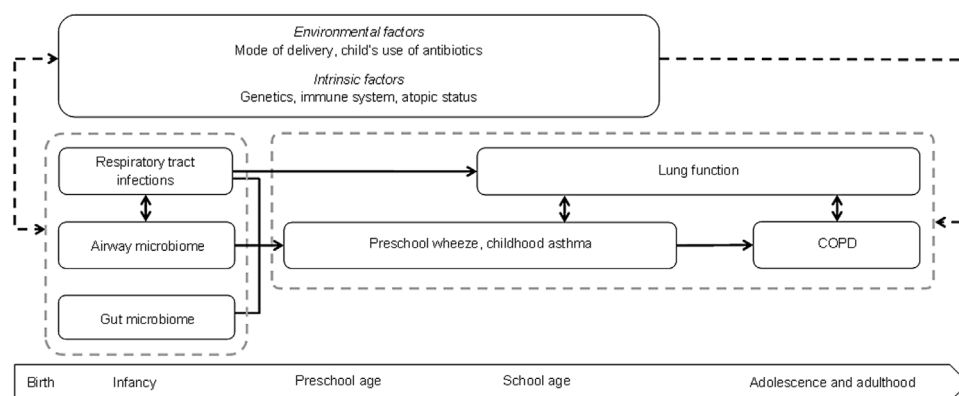 Environmental factors
Mode of delivery, child's use of antibiotics
Intrinsic factors
Genetics, immune system, atopic status
Respiratory tract
infections
Lung function
Airway microbiome
Preschool wheeze, childhood asthma
COPD
Gut microbiome
Birth
Infancy
Preschool age
School age
Adolescence and adulthood